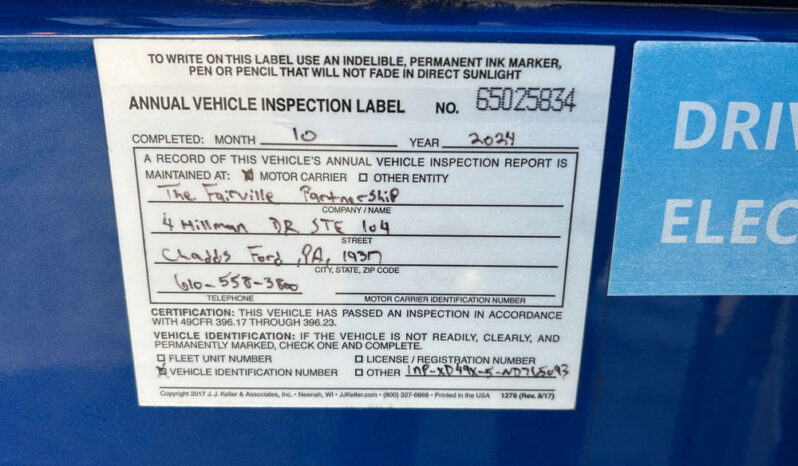 TO WRITE ON THIS LABEL USE AN INDELIBLE, PERMANENT INK MARKER,
PEN OR PENCIL THAT WILL NOT FADE IN DIRECT SUNLIGHT
ANNUAL VEHICLE INSPECTION LABEL NO. 65025834
COMPLETED: MONTH 10 YEAR 2024
A RECORD OF THIS VEHICLE'S ANNUAL VEHICLE INSPECTION REPORT IS
MAINTAINED AT: MOTOR CARRIER OTHER ENTITY
The Fairville Partnership
COMPANY / NAME
4 Hillman DR STE 104
STREET
Chadds Ford, PA, 19317
CITY, STATE, ZIP CODE
610-558-3800
TELEPHONE MOTOR CARRIER IDENTIFICATION NUMBER
CERTIFICATION: THIS VEHICLE HAS PASSED AN INSPECTION IN ACCORDANCE
WITH 49CFR 396.17 THROUGH 396.23.
VEHICLE IDENTIFICATION: IF THE VEHICLE IS NOT READILY, CLEARLY, AND
PERMANENTLY MARKED, CHECK ONE AND COMPLETE.
FLEET UNIT NUMBER LICENSE / REGISTRATION NUMBER
VEHICLE IDENTIFICATION NUMBER OTHER 1NP-XD49X-5-ND765093
Copyright 2017 J. J. Keller & Associates, Inc. • Neenah, WI • JJKeller.com • (800) 327-6868 • Printed in the USA 1279 (Rev. 8/17)
DRIV
ELEC